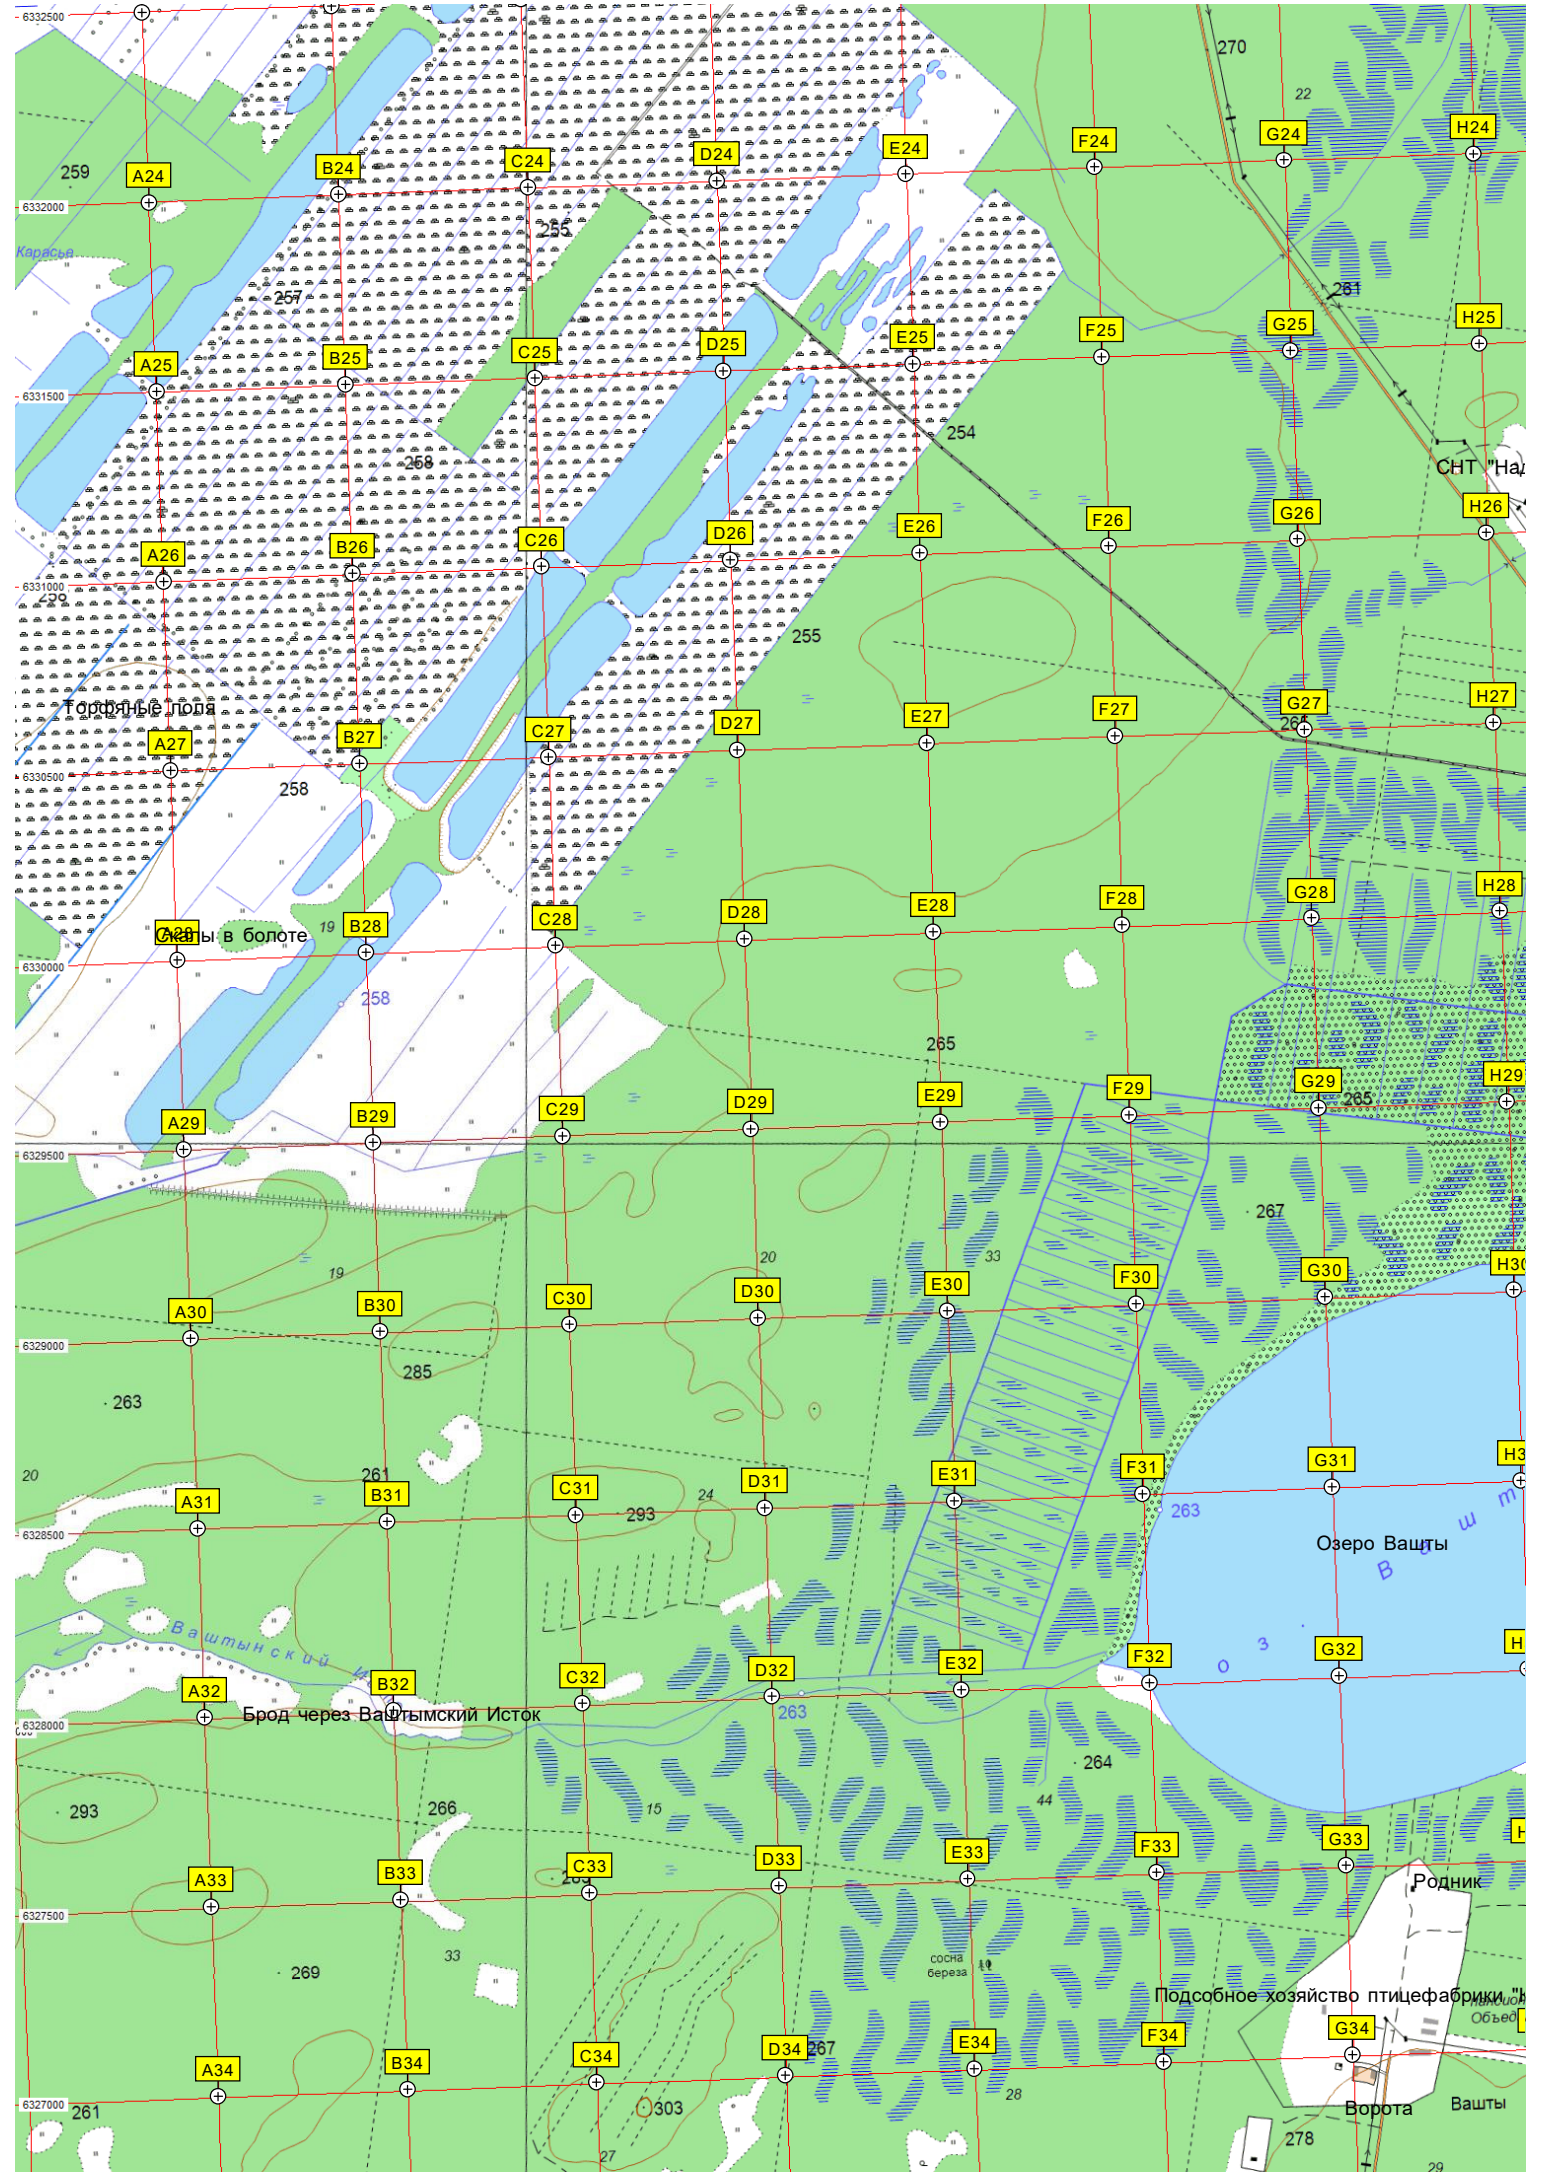 6332500
270
22
A24
B24
C24
D24
E24
F24
G24
H24
259
6332000
255
Карасье
257
261
A25
B25
C25
D25
E25
F25
G25
H25
6331500
254
258
СНТ "Над
A26
B26
C26
D26
E26
F26
G26
H26
6331000
258
255
Торфяные поля
A27
B27
C27
D27
E27
F27
G27
H27
6330500
258
B28
C28
D28
E28
F28
G28
H28
Скалы в болоте
19
6330000
258
265
A29
B29
C29
D29
E29
F29
G29
H29
265
6329500
267
19
20
33
A30
B30
C30
D30
E30
F30
G30
H30
6329000
285
263
20
261
A31
B31
C31
D31
E31
F31
G31
293
24
263
6328500
Озеро Вашты
оз. Вашт
Ваштынский И
A32
B32
C32
D32
E32
F32
G32
6328000
Брод через Ваштымский Исток
263
264
293
266
15
44
A33
B33
C33
D33
E33
F33
G33
Родник
6327500
269
33
сосна
береза
Подсобное хозяйство птицефабрики "К
Объед
A34
B34
C34
D34
E34
F34
G34
267
6327000
261
303
28
Ворота
Вашты
278
27
29